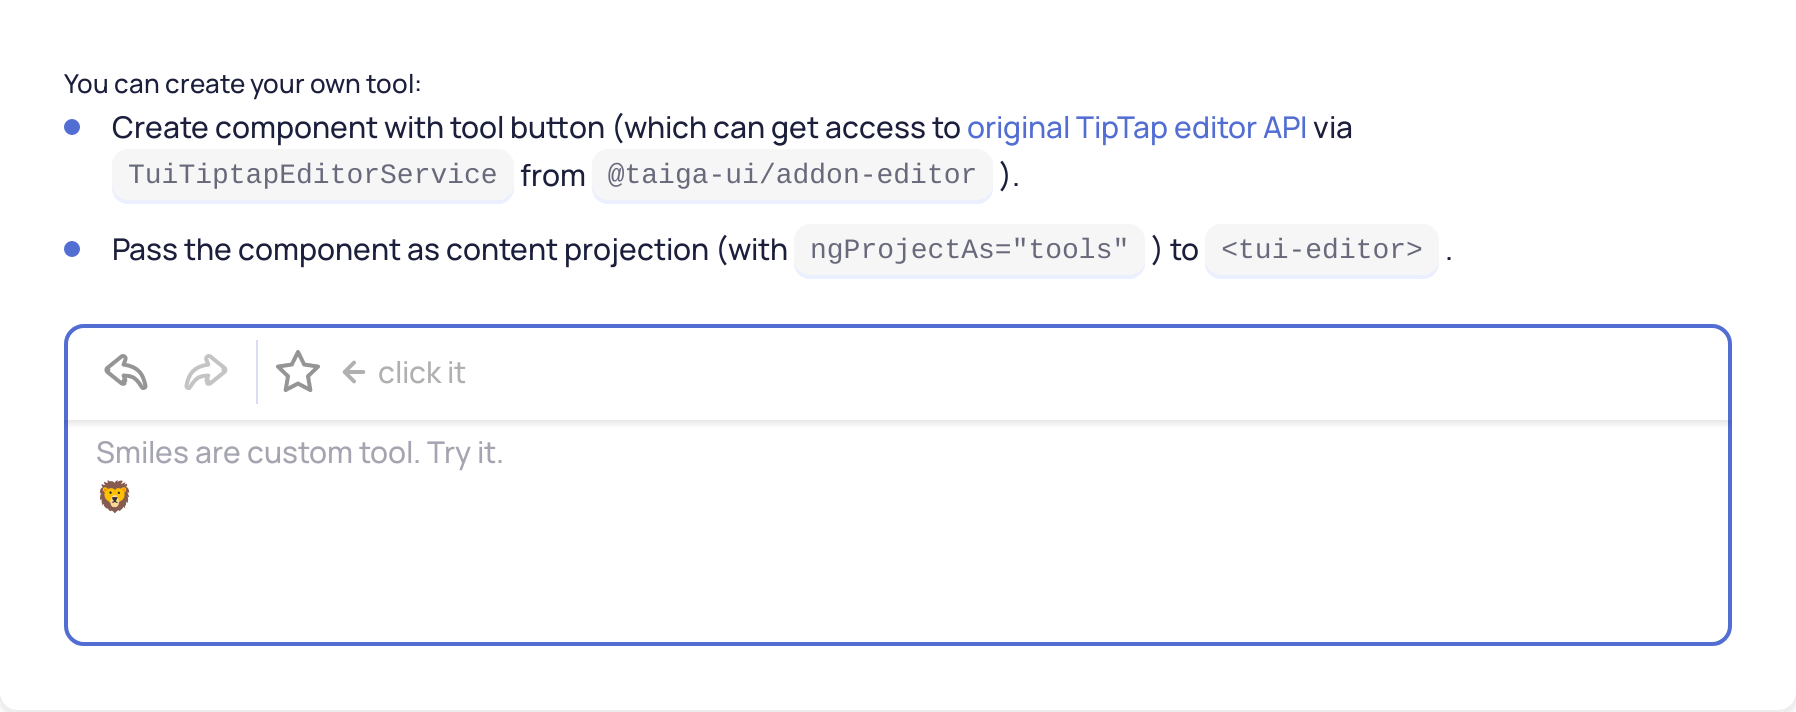 You can create your own tool:
Create component with tool button (which can get access to original TipTap editor API via
TuiTiptapEditorService from @taiga-ui/addon-editor ).
Pass the component as content projection (with ngProjectAs="tools" ) to <tui-editor> .
← click it
Smiles are custom tool. Try it.
🦁